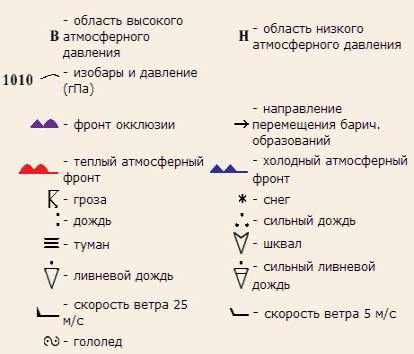 В - область высокого
атмосферного
давления
Н - область низкого
атмосферного давления
1010 - изобары и давление
(гПа)
- фронт окклюзии
- направление
перемещения барич.
образований
- теплый атмосферный
фронт
- холодный атмосферный
фронт
- гроза
- снег
- дождь
- сильный дождь
- туман
- шквал
- ливневой дождь
- сильный ливневой
дождь
- скорость ветра 25
м/с
- скорость ветра 5 м/с
- гололед